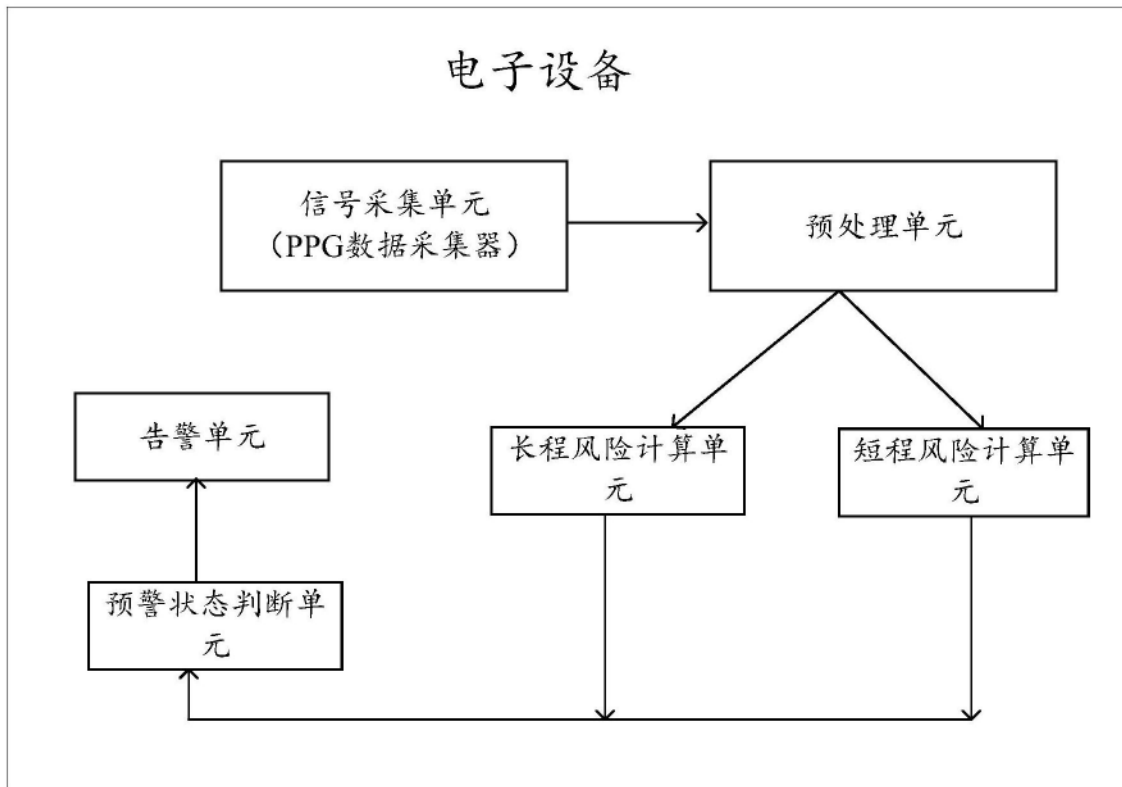 电子设备
信号采集单元
（PPG数据采集器）
预处理单元
告警单元
长程风险计算单
元
短程风险计算单
元
预警状态判断单
元